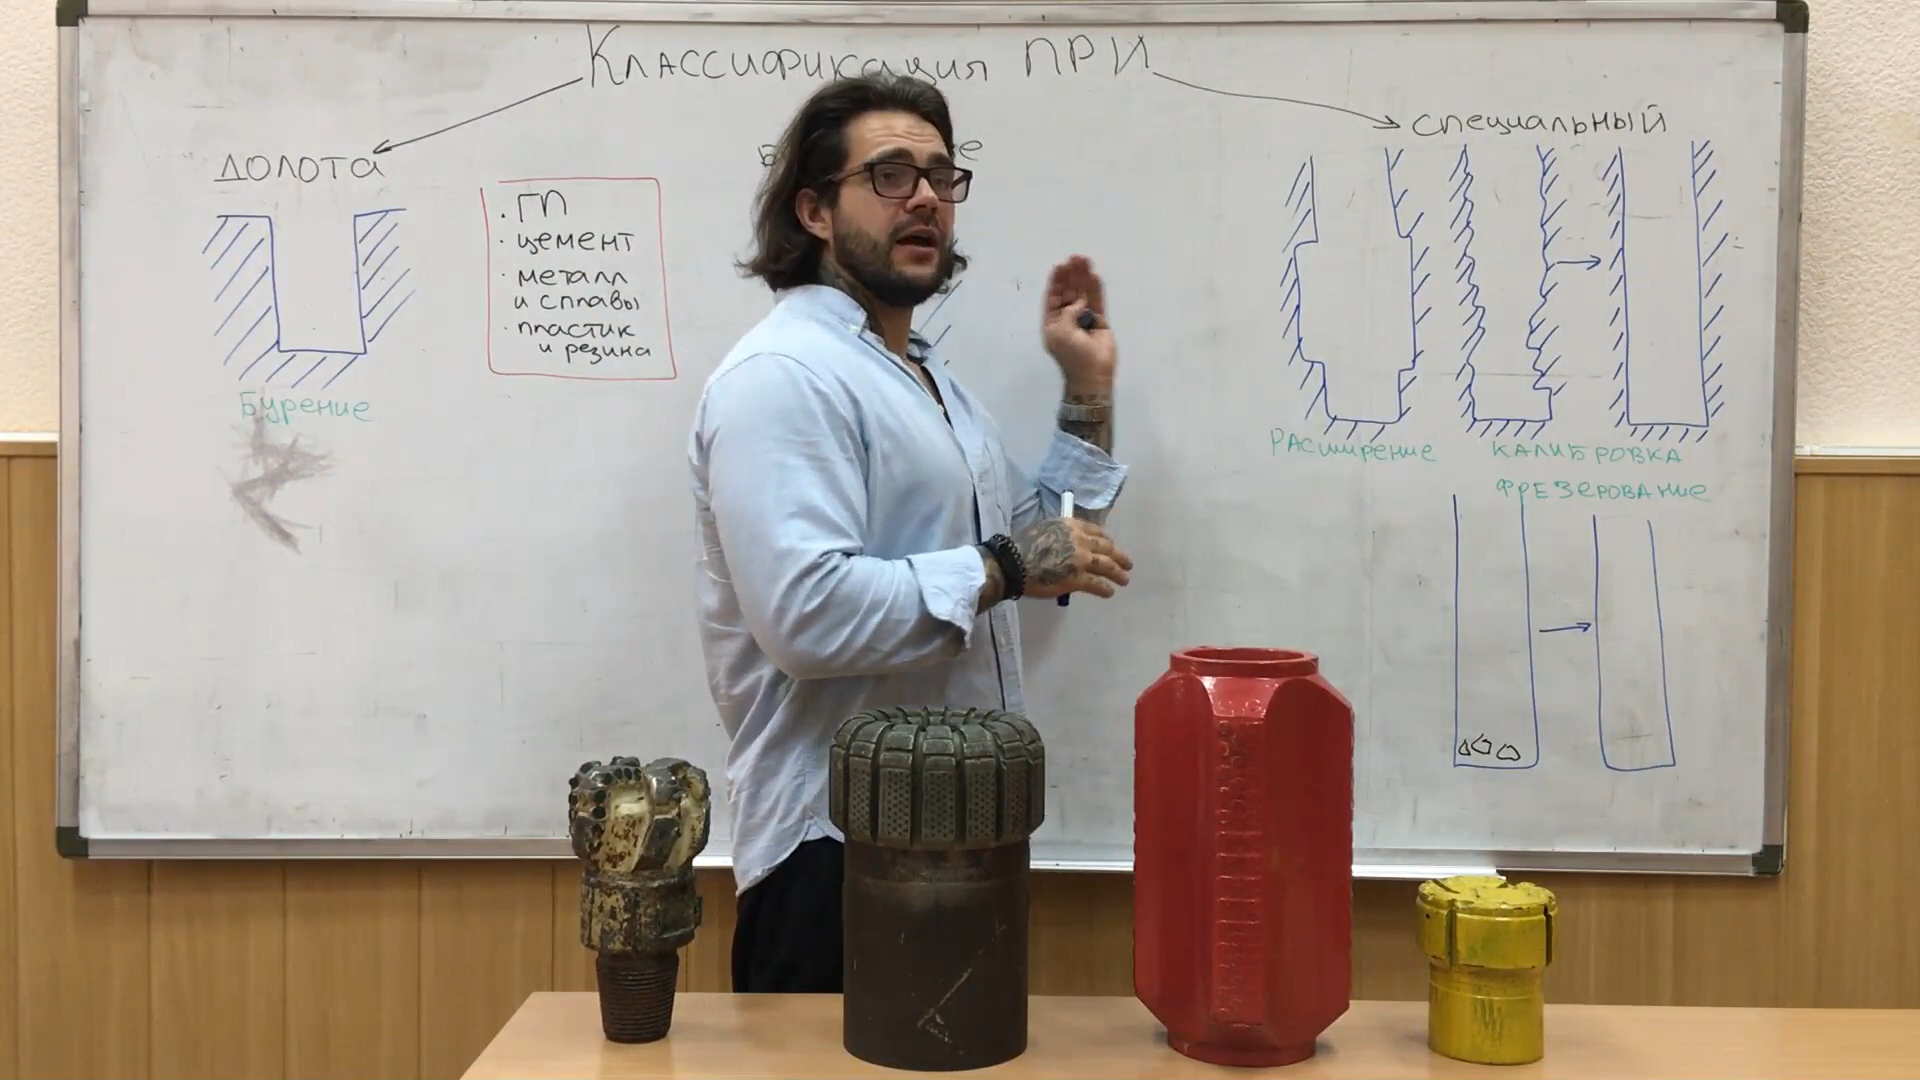 Классификация ПРИ
долота
специальный
· ГП
· цемент
· металл
и сплавы
· пластик
и резина
Бурение
Расширение
калибровка
фрезерование